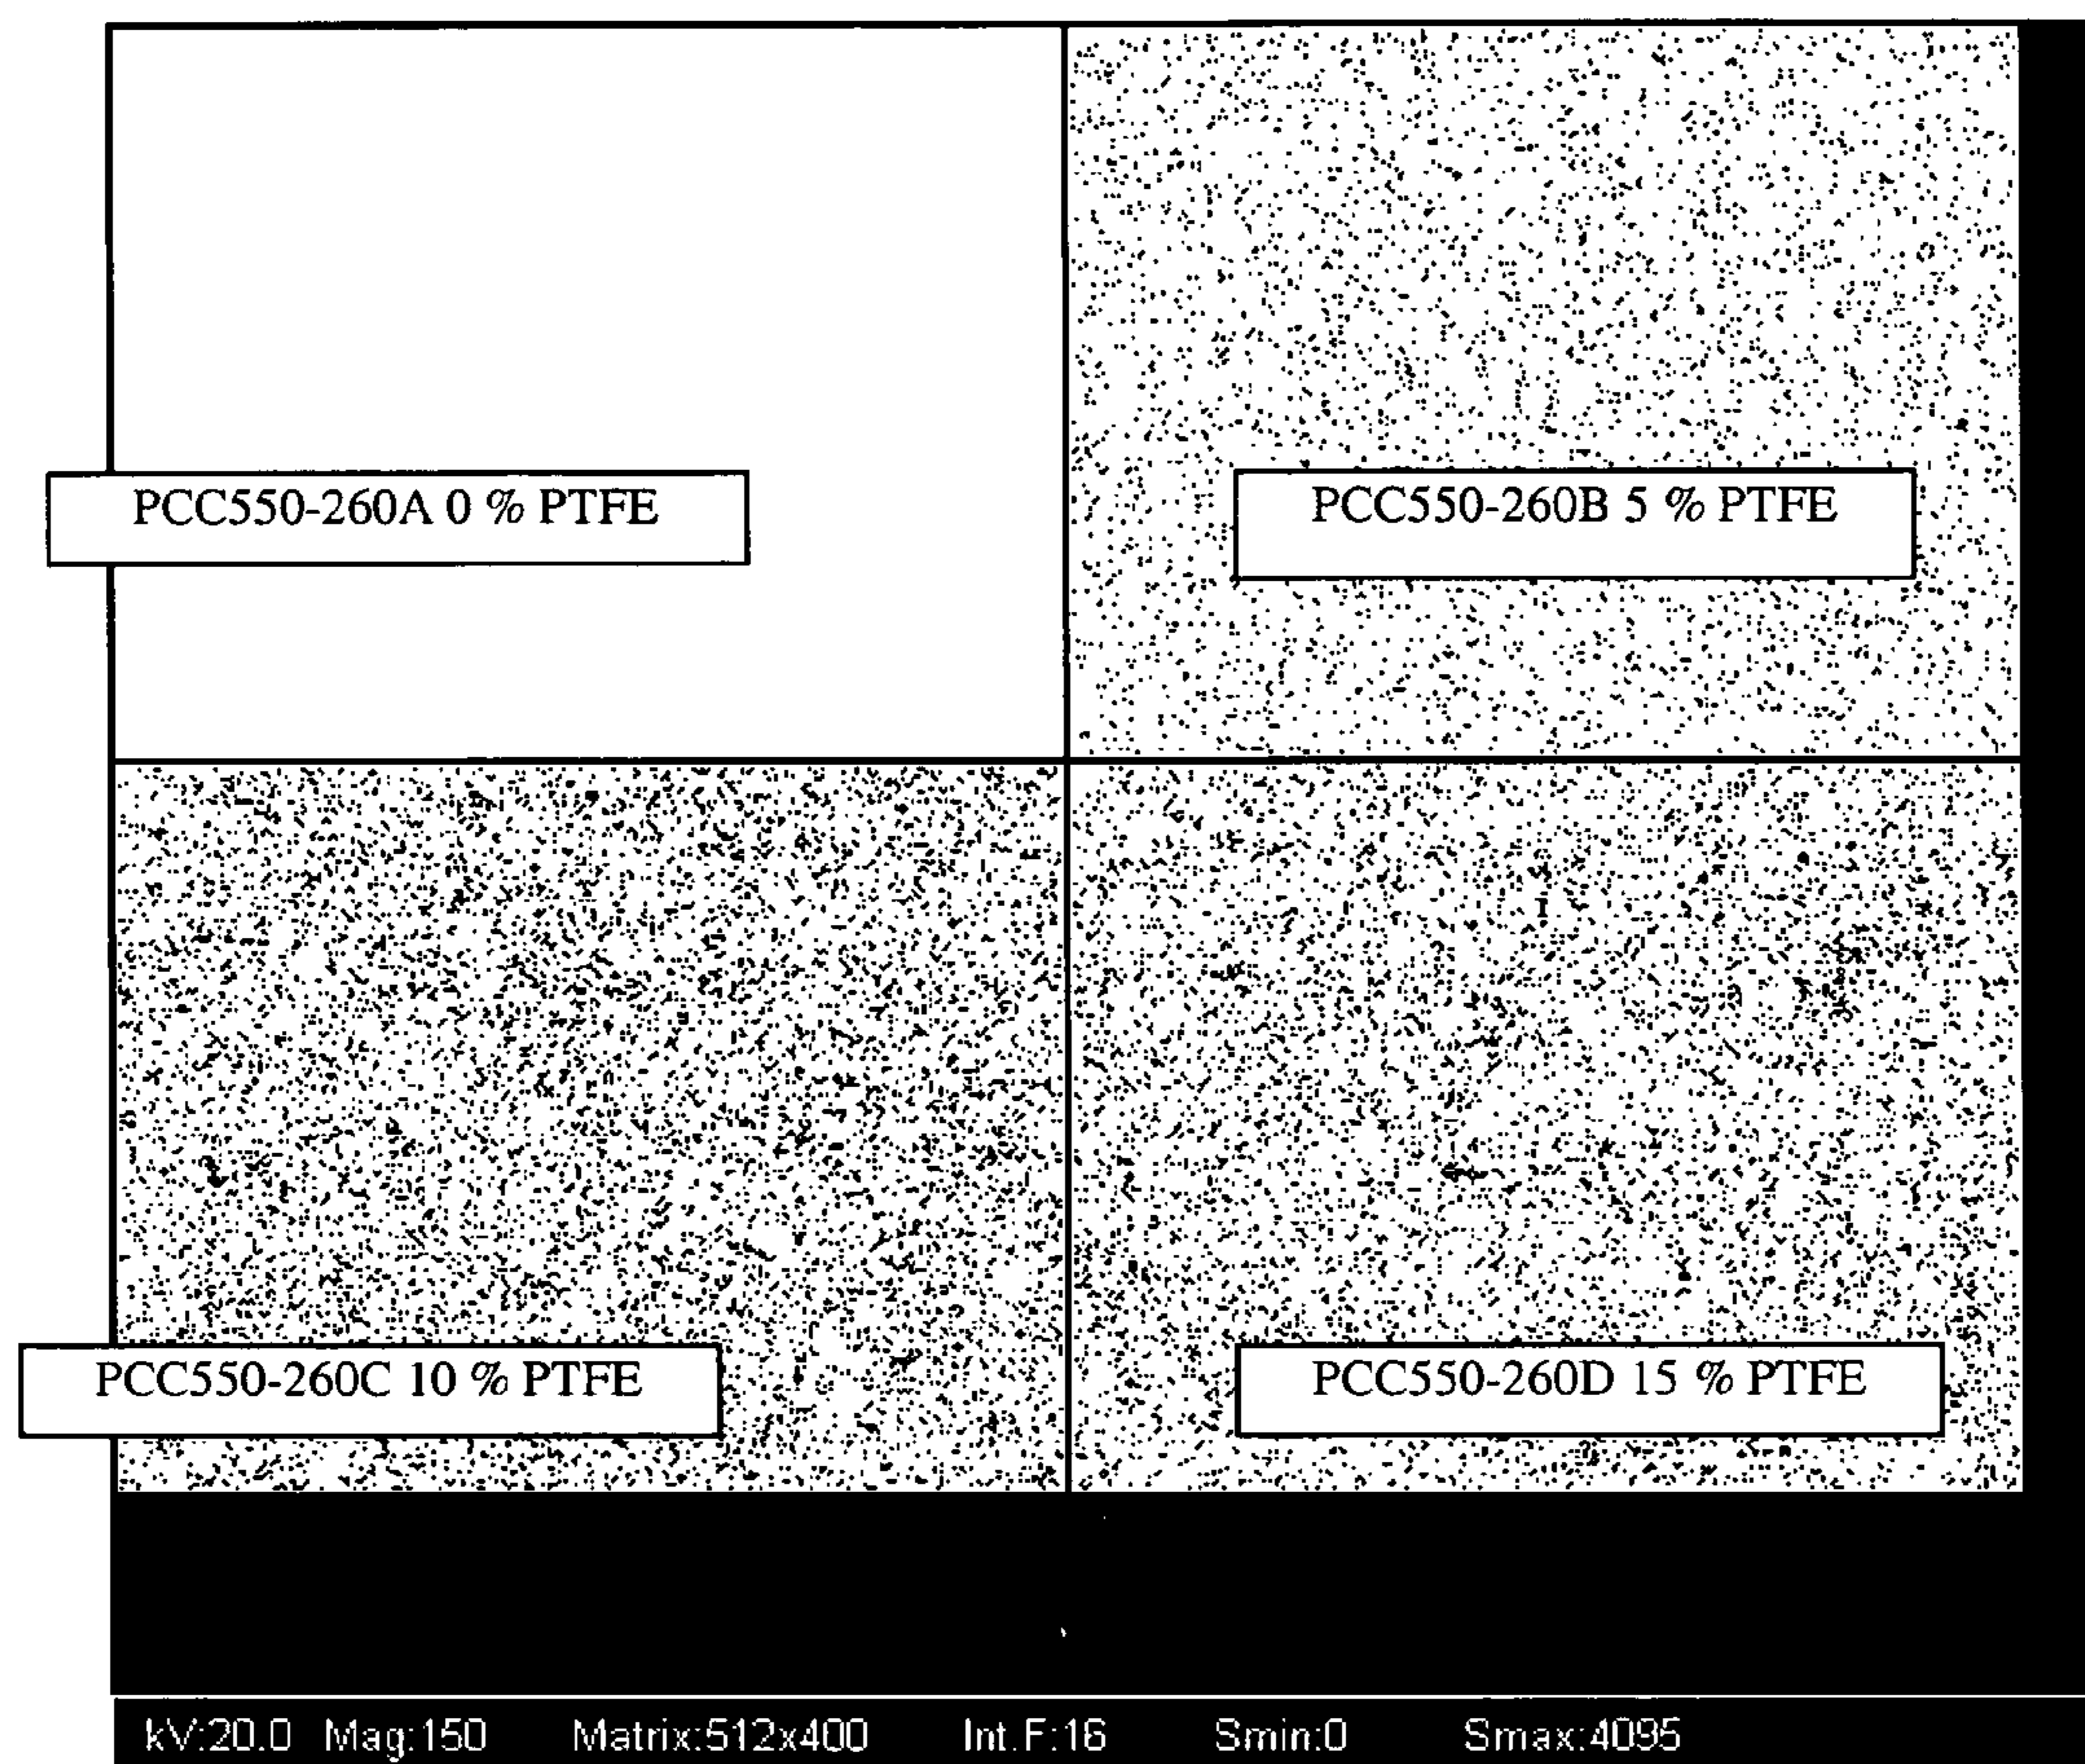 PCC550-260A 0 % PTFE
PCC550-260B 5 % PTFE
PCC550-260C 10 % PTFE
PCC550-260D 15 % PTFE
kV:20.0 Mag:150 Matrix:512x400 Int.F:16 Smin:0 Smax:4095